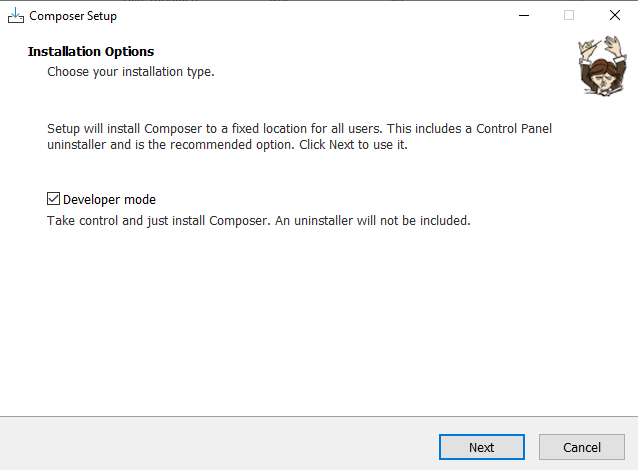 Composer Setup
Installation Options
Choose your installation type.
Setup will install Composer to a fixed location for all users. This includes a Control Panel
uninstaller and is the recommended option. Click Next to use it.
Developer mode
Take control and just install Composer. An uninstaller will not be included.
Next
Cancel